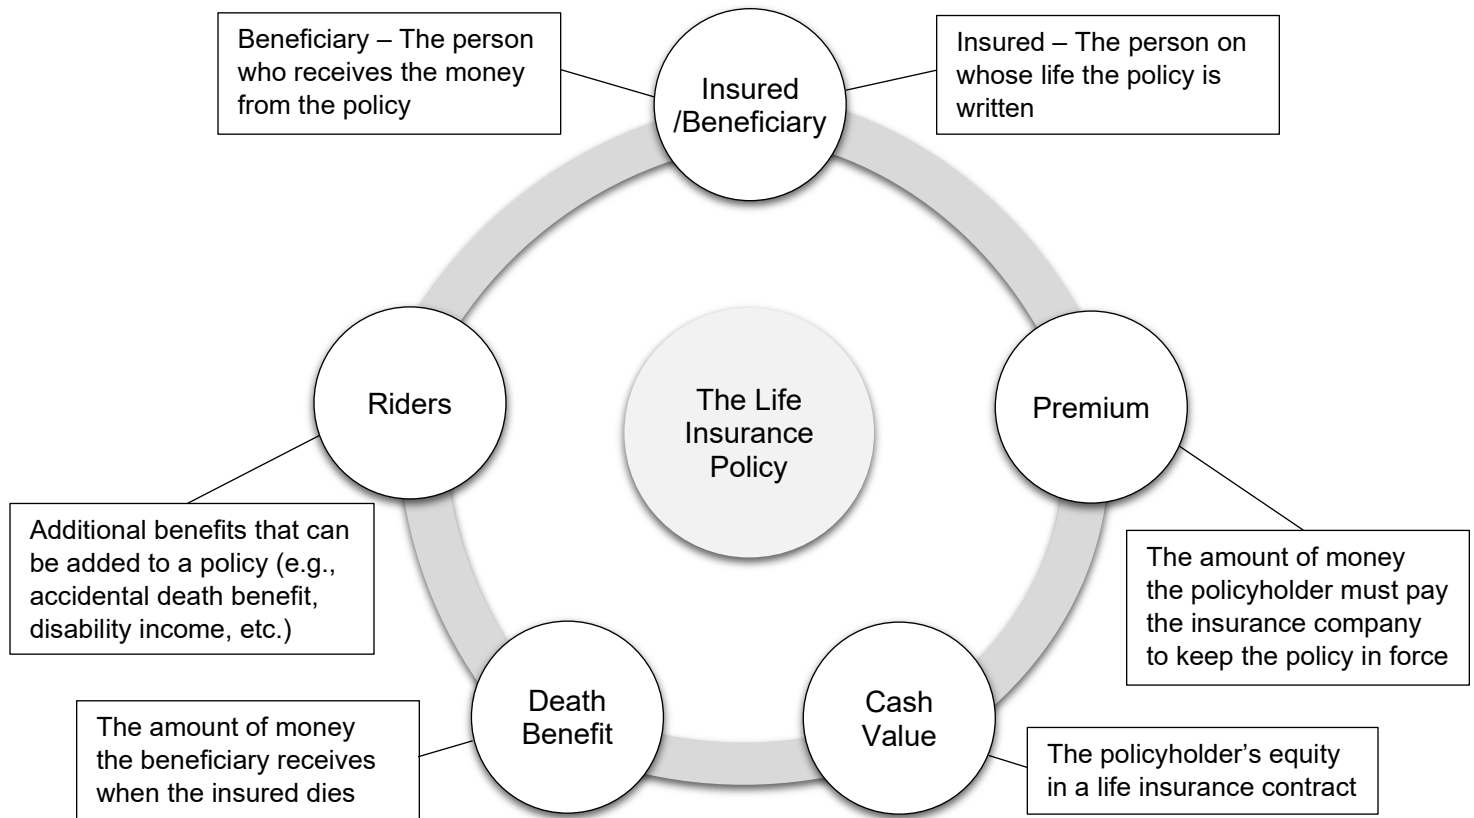 Beneficiary – The person
who receives the money
from the policy
Insured
/Beneficiary
Insured – The person on
whose life the policy is
written
Riders
The Life
Insurance
Policy
Premium
Additional benefits that can
be added to a policy (e.g.,
accidental death benefit,
disability income, etc.)
The amount of money
the policyholder must pay
the insurance company
to keep the policy in force
Death
Benefit
Cash
Value
The amount of money
the beneficiary receives
when the insured dies
The policyholder’s equity
in a life insurance contract